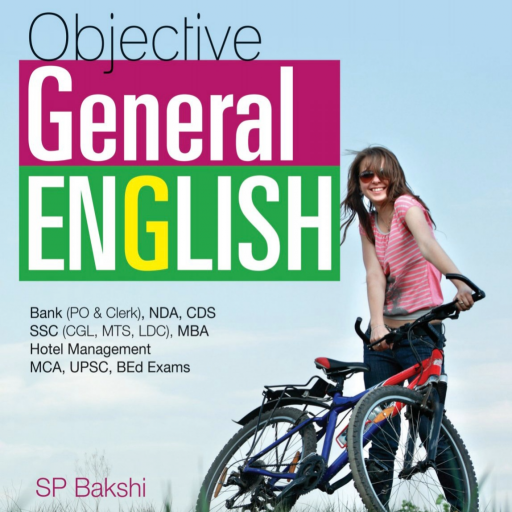 Objective
General
ENGLISH
Bank (PO & Clerk), NDA, CDS
SSC (CGL, MTS, LDC), MBA
Hotel Management
MCA, UPSC, BEd Exams
SP Bakshi